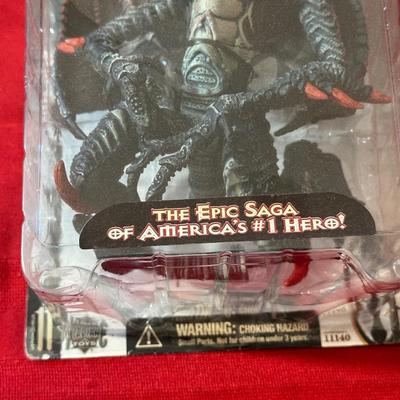 THE EPIC SAGA
OF AMERICA'S #1 HERO!
WARNING: CHOKING HAZARD
Small Parts. Not for children under 3 years.
TOYS
11140